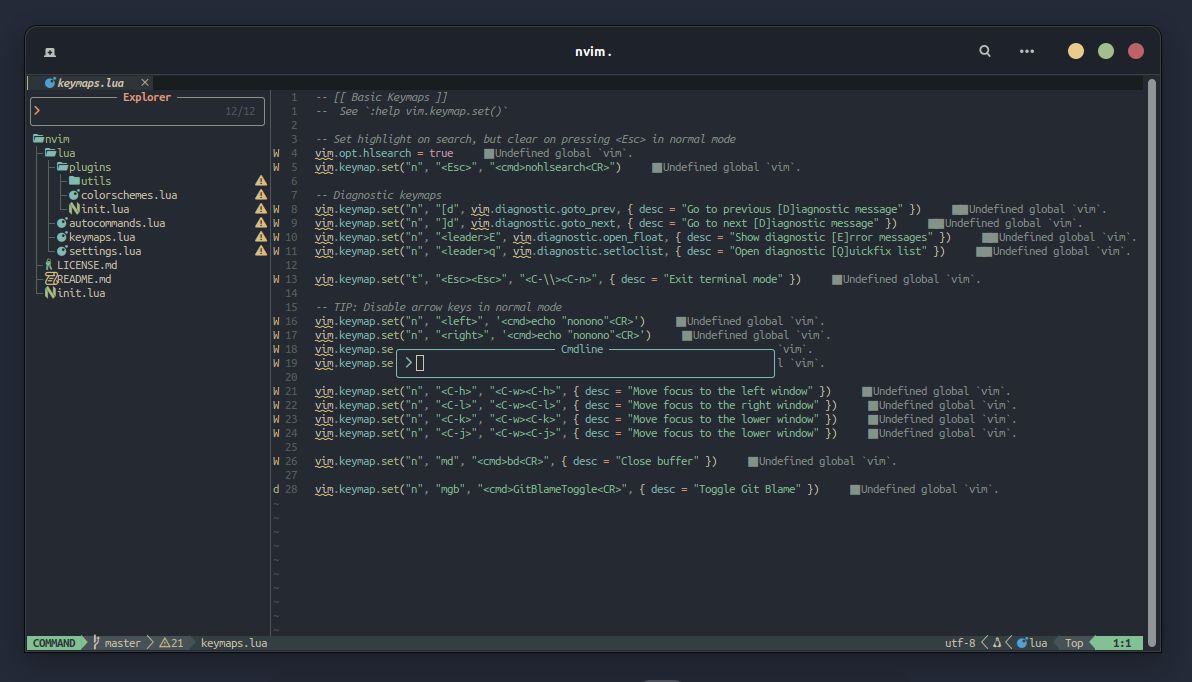 nvim .
keymaps.lua
Explorer
12/12
nvim
lua
plugins
utils
colorschemes.lua
init.lua
autocommands.lua
keymaps.lua
settings.lua
LICENSE.md
README.md
init.lua
1 -- [[ Basic Keymaps ]]
1 --  See `:help vim.keymap.set()`
2
3 -- Set highlight on search, but clear on pressing <Esc> in normal mode
W 4 vim.opt.hlsearch = true Undefined global `vim`.
W 5 vim.keymap.set("n", "<Esc>", "<cmd>nohlsearch<CR>") Undefined global `vim`.
6
7 -- Diagnostic keymaps
W 8 vim.keymap.set("n", "[d", vim.diagnostic.goto_prev, { desc = "Go to previous [D]iagnostic message" }) Undefined global `vim`.
W 9 vim.keymap.set("n", "]d", vim.diagnostic.goto_next, { desc = "Go to next [D]iagnostic message" }) Undefined global `vim`.
W 10 vim.keymap.set("n", "<leader>E", vim.diagnostic.open_float, { desc = "Show diagnostic [E]rror messages" }) Undefined global `vim`.
W 11 vim.keymap.set("n", "<leader>q", vim.diagnostic.setloclist, { desc = "Open diagnostic [Q]uickfix list" }) Undefined global `vim`.
12
W 13 vim.keymap.set("t", "<Esc><Esc>", "<C-\\><C-n>", { desc = "Exit terminal mode" }) Undefined global `vim`.
14
15 -- TIP: Disable arrow keys in normal mode
W 16 vim.keymap.set("n", "<left>", '<cmd>echo "nonono"<CR>') Undefined global `vim`.
W 17 vim.keymap.set("n", "<right>", '<cmd>echo "nonono"<CR>') Undefined global `vim`.
W 18 vim.keymap.se `vim`.
Cmdline
W 19 vim.keymap.se l `vim`.
>
20
W 21 vim.keymap.set("n", "<C-h>", "<C-w><C-h>", { desc = "Move focus to the left window" }) Undefined global `vim`.
W 22 vim.keymap.set("n", "<C-l>", "<C-w><C-l>", { desc = "Move focus to the right window" }) Undefined global `vim`.
W 23 vim.keymap.set("n", "<C-k>", "<C-w><C-k>", { desc = "Move focus to the lower window" }) Undefined global `vim`.
W 24 vim.keymap.set("n", "<C-j>", "<C-w><C-j>", { desc = "Move focus to the lower window" }) Undefined global `vim`.
25
W 26 vim.keymap.set("n", "md", "<cmd>bd<CR>", { desc = "Close buffer" }) Undefined global `vim`.
27
d 28 vim.keymap.set("n", "mgb", "<cmd>GitBlameToggle<CR>", { desc = "Toggle Git Blame" }) Undefined global `vim`.
~
~
~
~
~
~
~
~
~
~
COMMAND master 21 keymaps.lua utf-8 lua Top 1:1